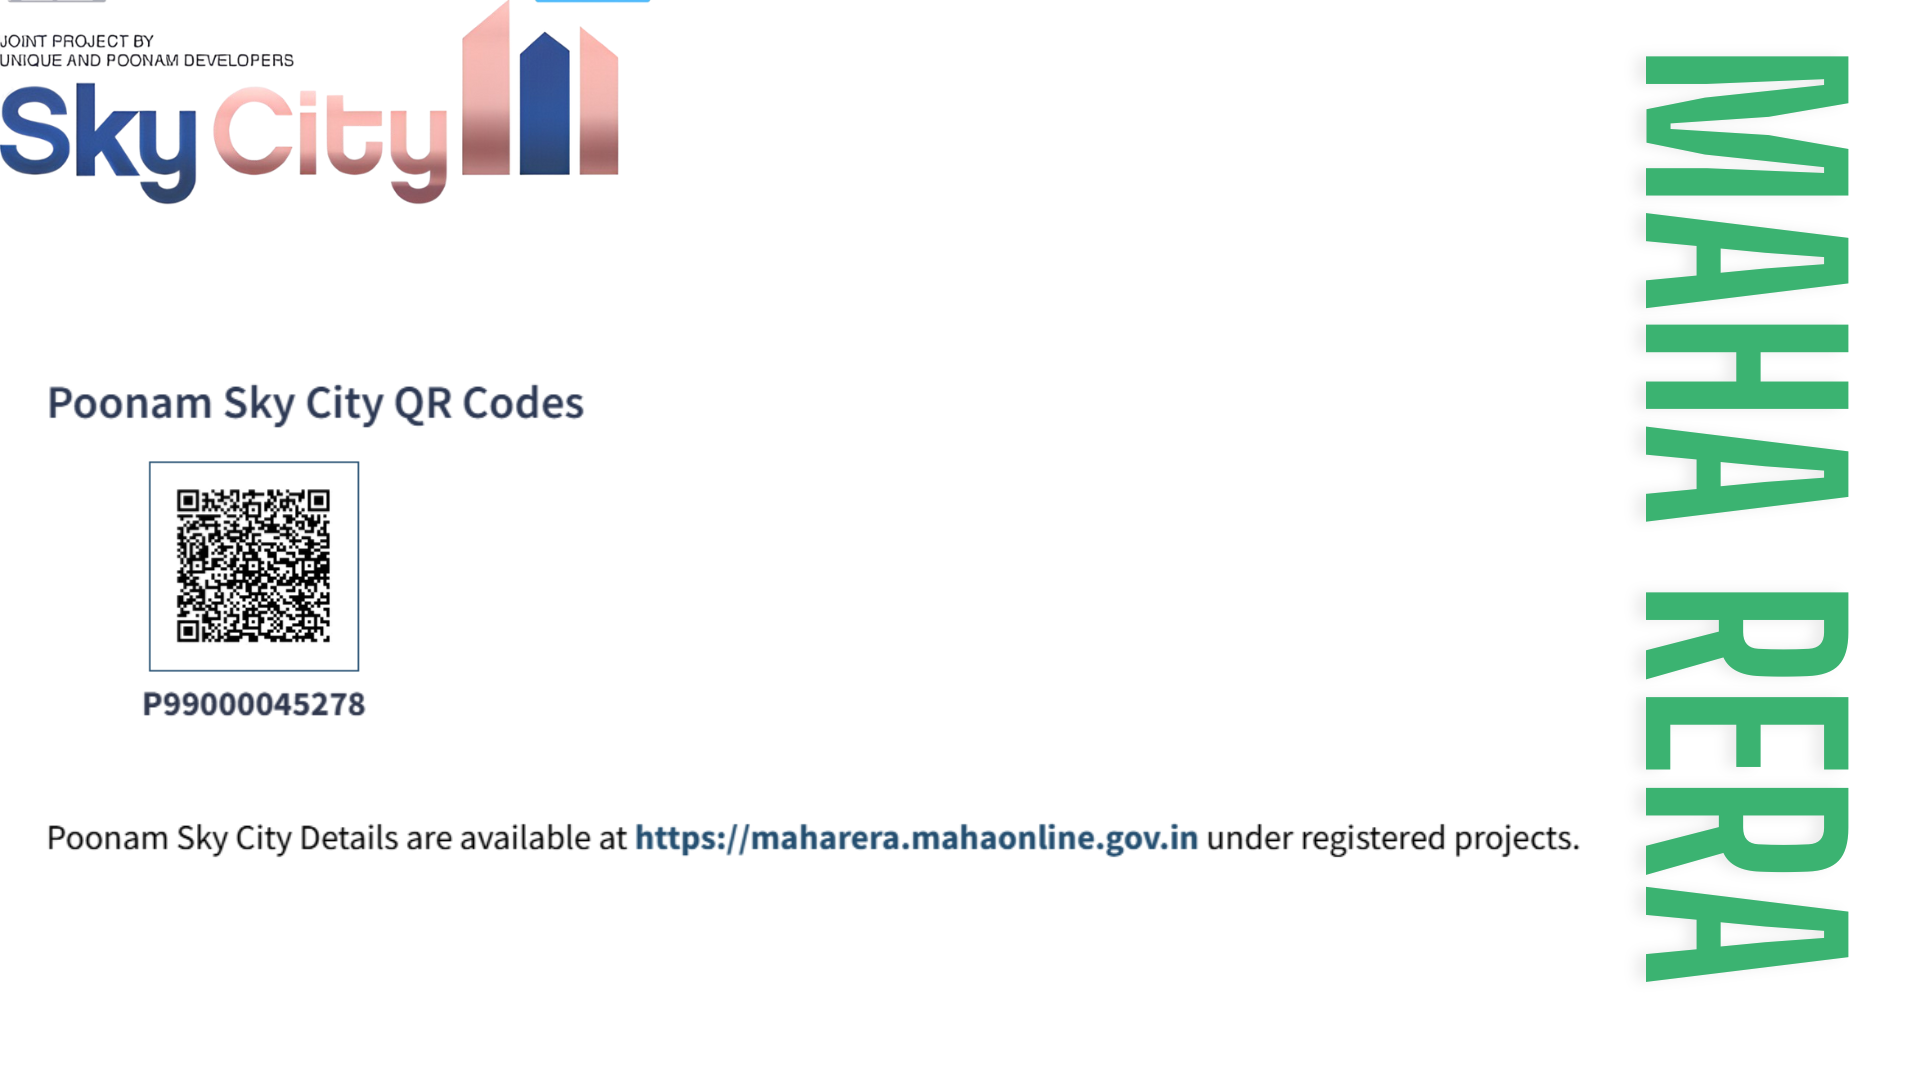 JOINT PROJECT BY
UNIQUE AND POONAM DEVELOPERS
Sky City
Poonam Sky City QR Codes
P99000045278
Poonam Sky City Details are available at https://maharera.mahaonline.gov.in under registered projects.
MAHA RERA